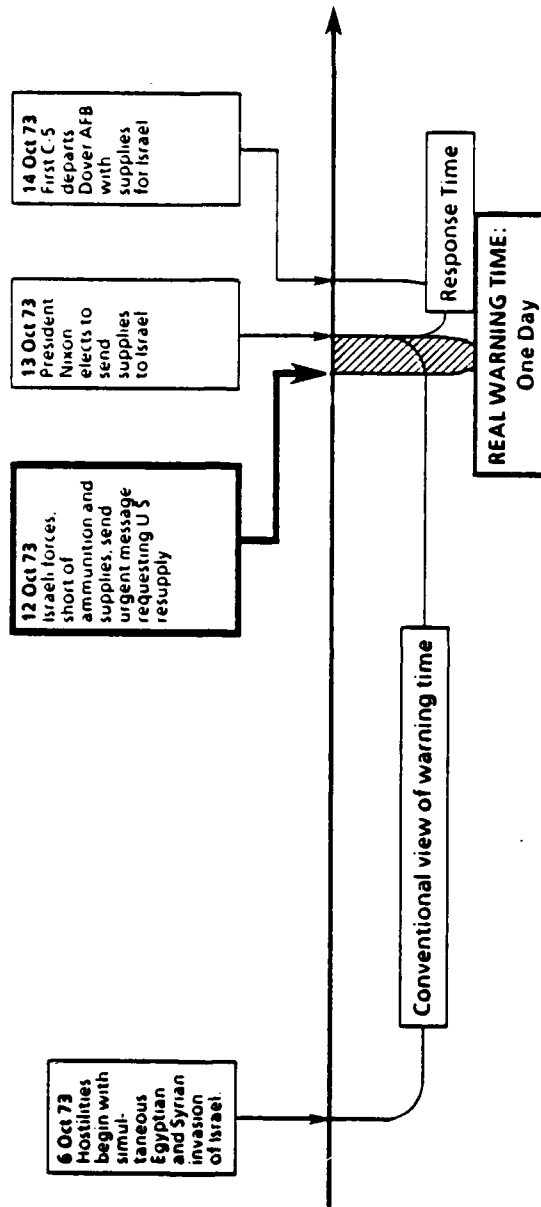 6 Oct 73
Hostilities
begin with
simul-
taneous
Egyptian
and Syrian
invasion
of Israel.
12 Oct 73
Israeli forces,
short of
ammunition and
supplies, send
urgent message
requesting U S
resupply
13 Oct 73
President
Nixon
elects to
send
supplies
to Israel
14 Oct 73
First C-5
departs
Dover AFB
with
supplies
for Israel
Conventional view of warning time
Response Time
REAL WARNING TIME:
One Day